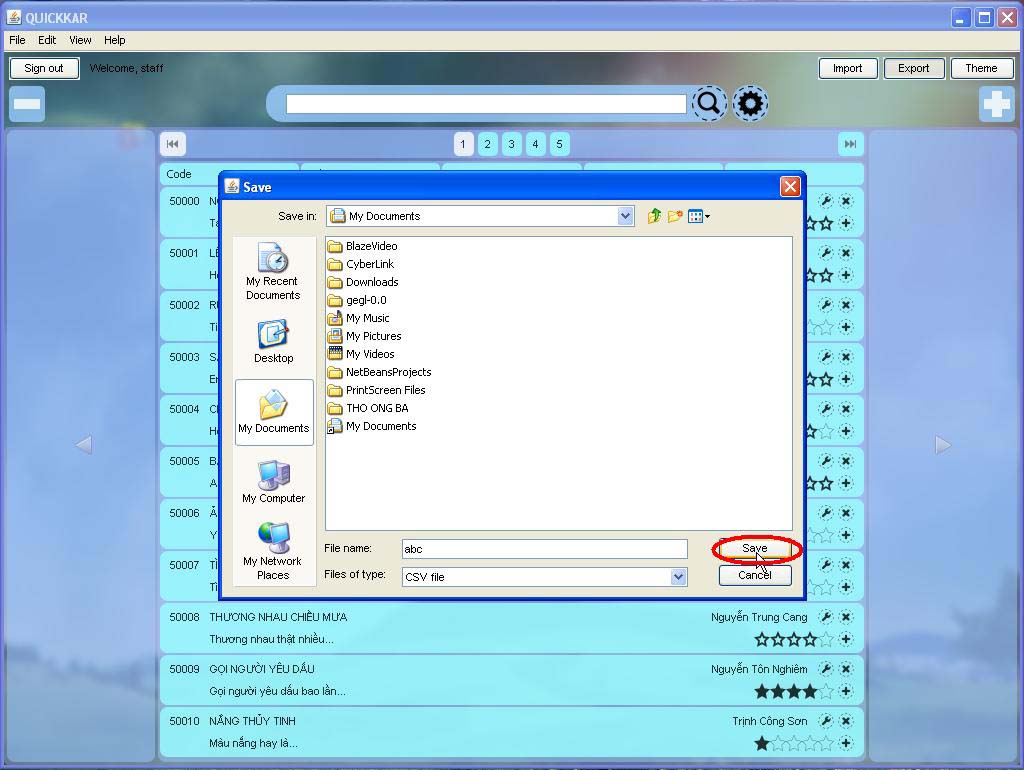 QUICKKAR
File Edit View Help
Sign out Welcome, staff Import Export Theme
1 2 3 4 5
Code
Save
Save in: My Documents
BlazeVideo
CyberLink
Downloads
gegl-0.0
My Music
My Pictures
My Videos
NetBeansProjects
PrintScreen Files
THO ONG BA
My Documents
My Recent
Documents
Desktop
My Documents
My Computer
My Network
Places
File name: abc Save
Files of type: CSV file Cancel
50000
50001
50002
50003
50004
50005
50006
50007
50008 THƯƠNG NHAU CHIỀU MƯA Nguyễn Trung Cang
Thương nhau thật nhiều...
50009 GỌI NGƯỜI YÊU DẤU Nguyễn Tôn Nghiêm
Gọi người yêu dấu bao lần...
50010 NẮNG THỦY TINH Trịnh Công Sơn
Màu nắng hay là...